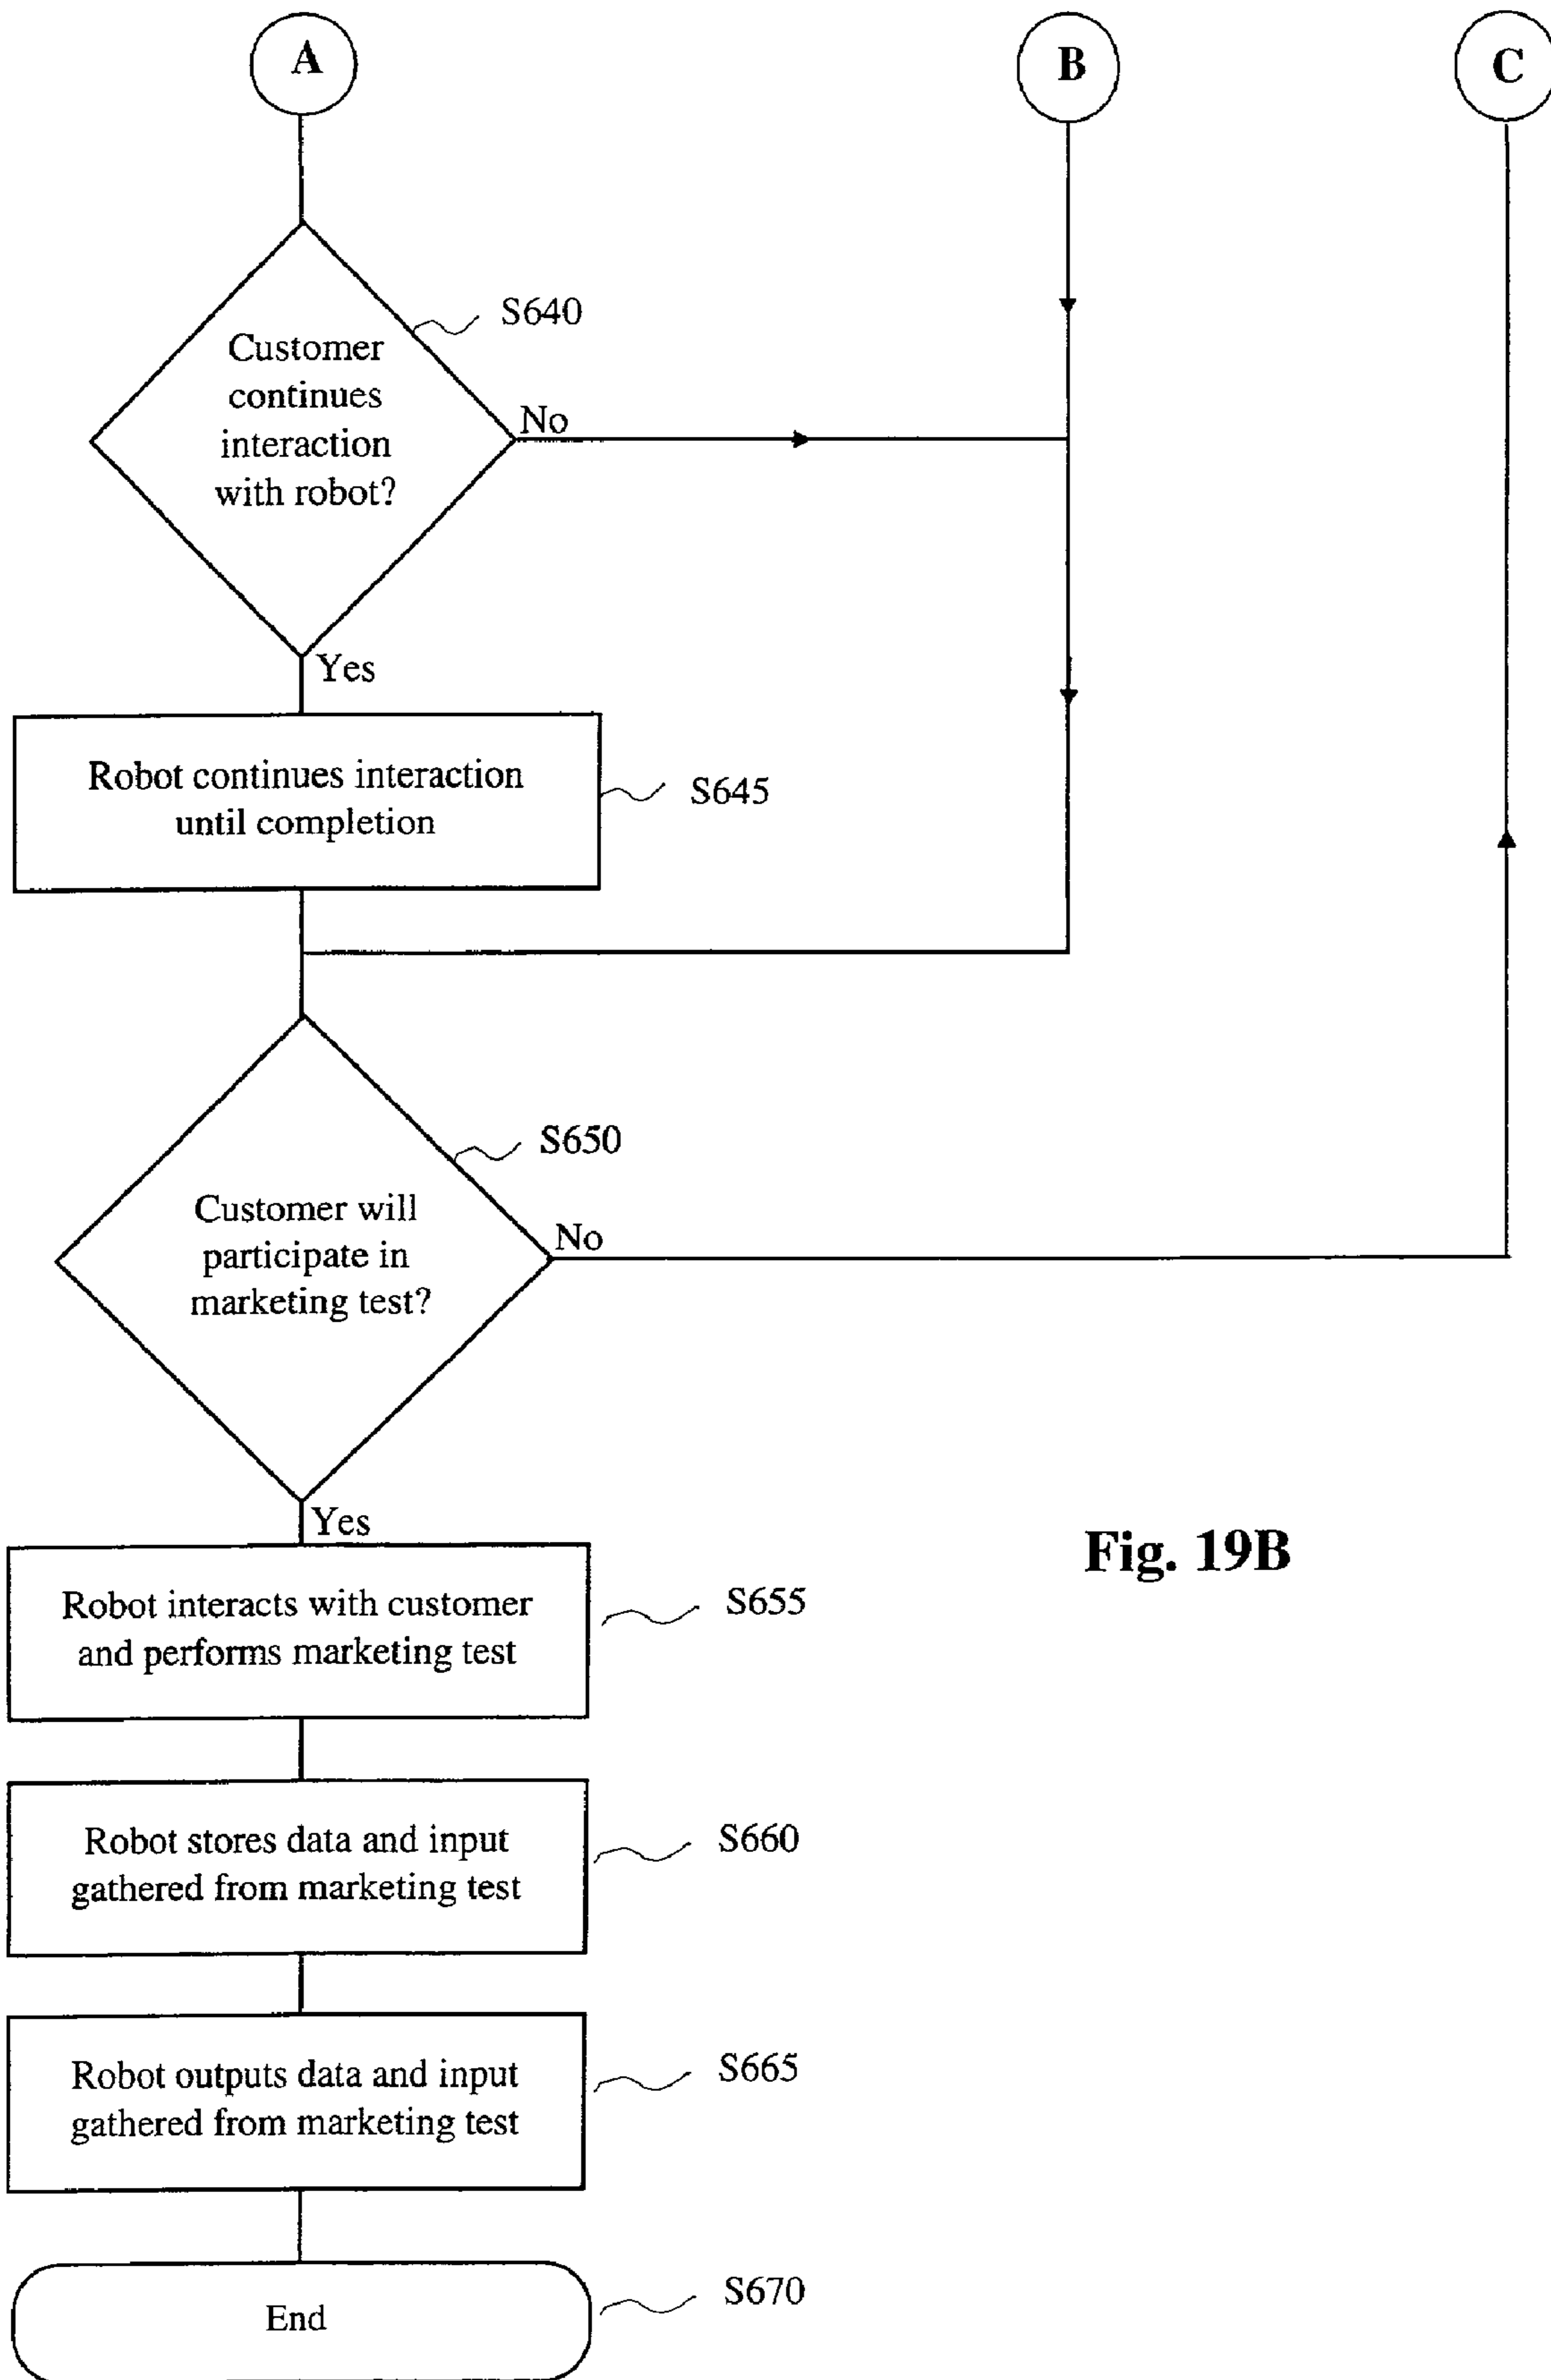 A
B
C
S640
Customer
continues
interaction
with robot?
No
Yes
Robot continues interaction
until completion
S645
S650
Customer will
participate in
marketing test?
No
Yes
Fig. 19B
Robot interacts with customer
and performs marketing test
S655
Robot stores data and input
gathered from marketing test
S660
Robot outputs data and input
gathered from marketing test
S665
End
S670